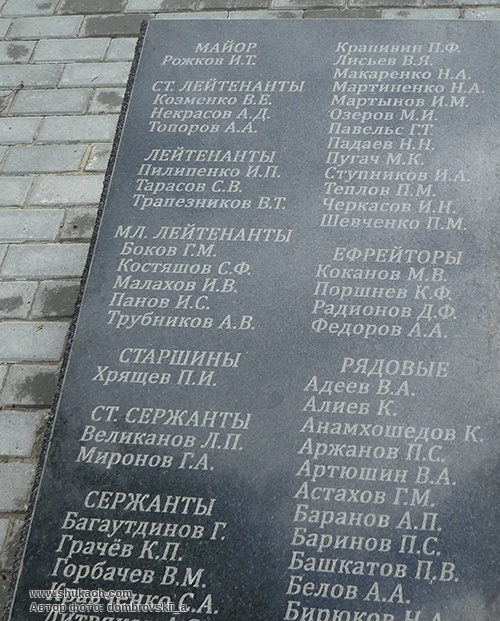 МАЙОР
Рожков И.Т.
СТ. ЛЕЙТЕНАНТЫ
Козменко В.Е.
Некрасов А.Д.
Топоров А.А.
ЛЕЙТЕНАНТЫ
Пилипенко И.П.
Тарасов С.В.
Трапезников В.Т.
МЛ. ЛЕЙТЕНАНТЫ
Боков Г.М.
Костяшов С.Ф.
Малахов И.В.
Панов И.С.
Трубников А.В.
СТАРШИНЫ
Хрящев П.И.
СТ. СЕРЖАНТЫ
Великанов Л.П.
Миронов Г.А.
СЕРЖАНТЫ
Багаутдинов Г.
Грачёв К.П.
Горбачев В.М.
Кравченко С.А.
Крапивин П.Ф.
Лисьев В.Я.
Макаренко Н.А.
Мартиненко Н.А.
Мартынов И.М.
Озеров М.И.
Павельс Г.Т.
Падаев Н.Н.
Пугач М.К.
Ступников И.А.
Теплов П.М.
Черкасов И.Н.
Шевченко П.М.
ЕФРЕЙТОРЫ
Коканов М.В.
Поршнев К.Ф.
Радионов Д.Ф.
Федоров А.А.
РЯДОВЫЕ
Адеев В.А.
Алиев К.
Анамхошедов К.
Аржанов П.С.
Артюшин В.А.
Астахов Г.М.
Баранов А.П.
Баринов П.С.
Башкатов П.В.
Белов А.А.
Бирюков Н.А.
www.shukach.com
Автор фото: dombrovskii_a